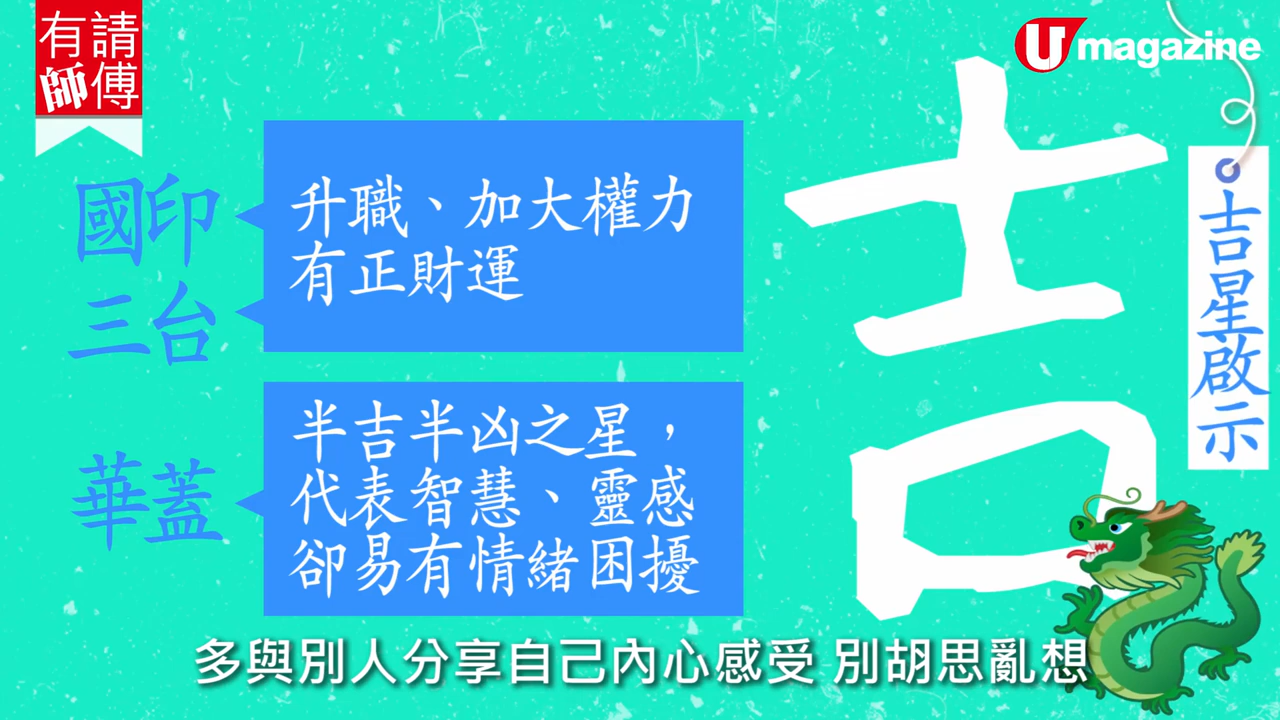 有請
師傅
U magazine
吉
吉星啟示
國印
三台
升職、加大權力
有正財運
華蓋
半吉半凶之星，
代表智慧、靈感
卻易有情緒困擾
多與別人分享自己內心感受 別胡思亂想